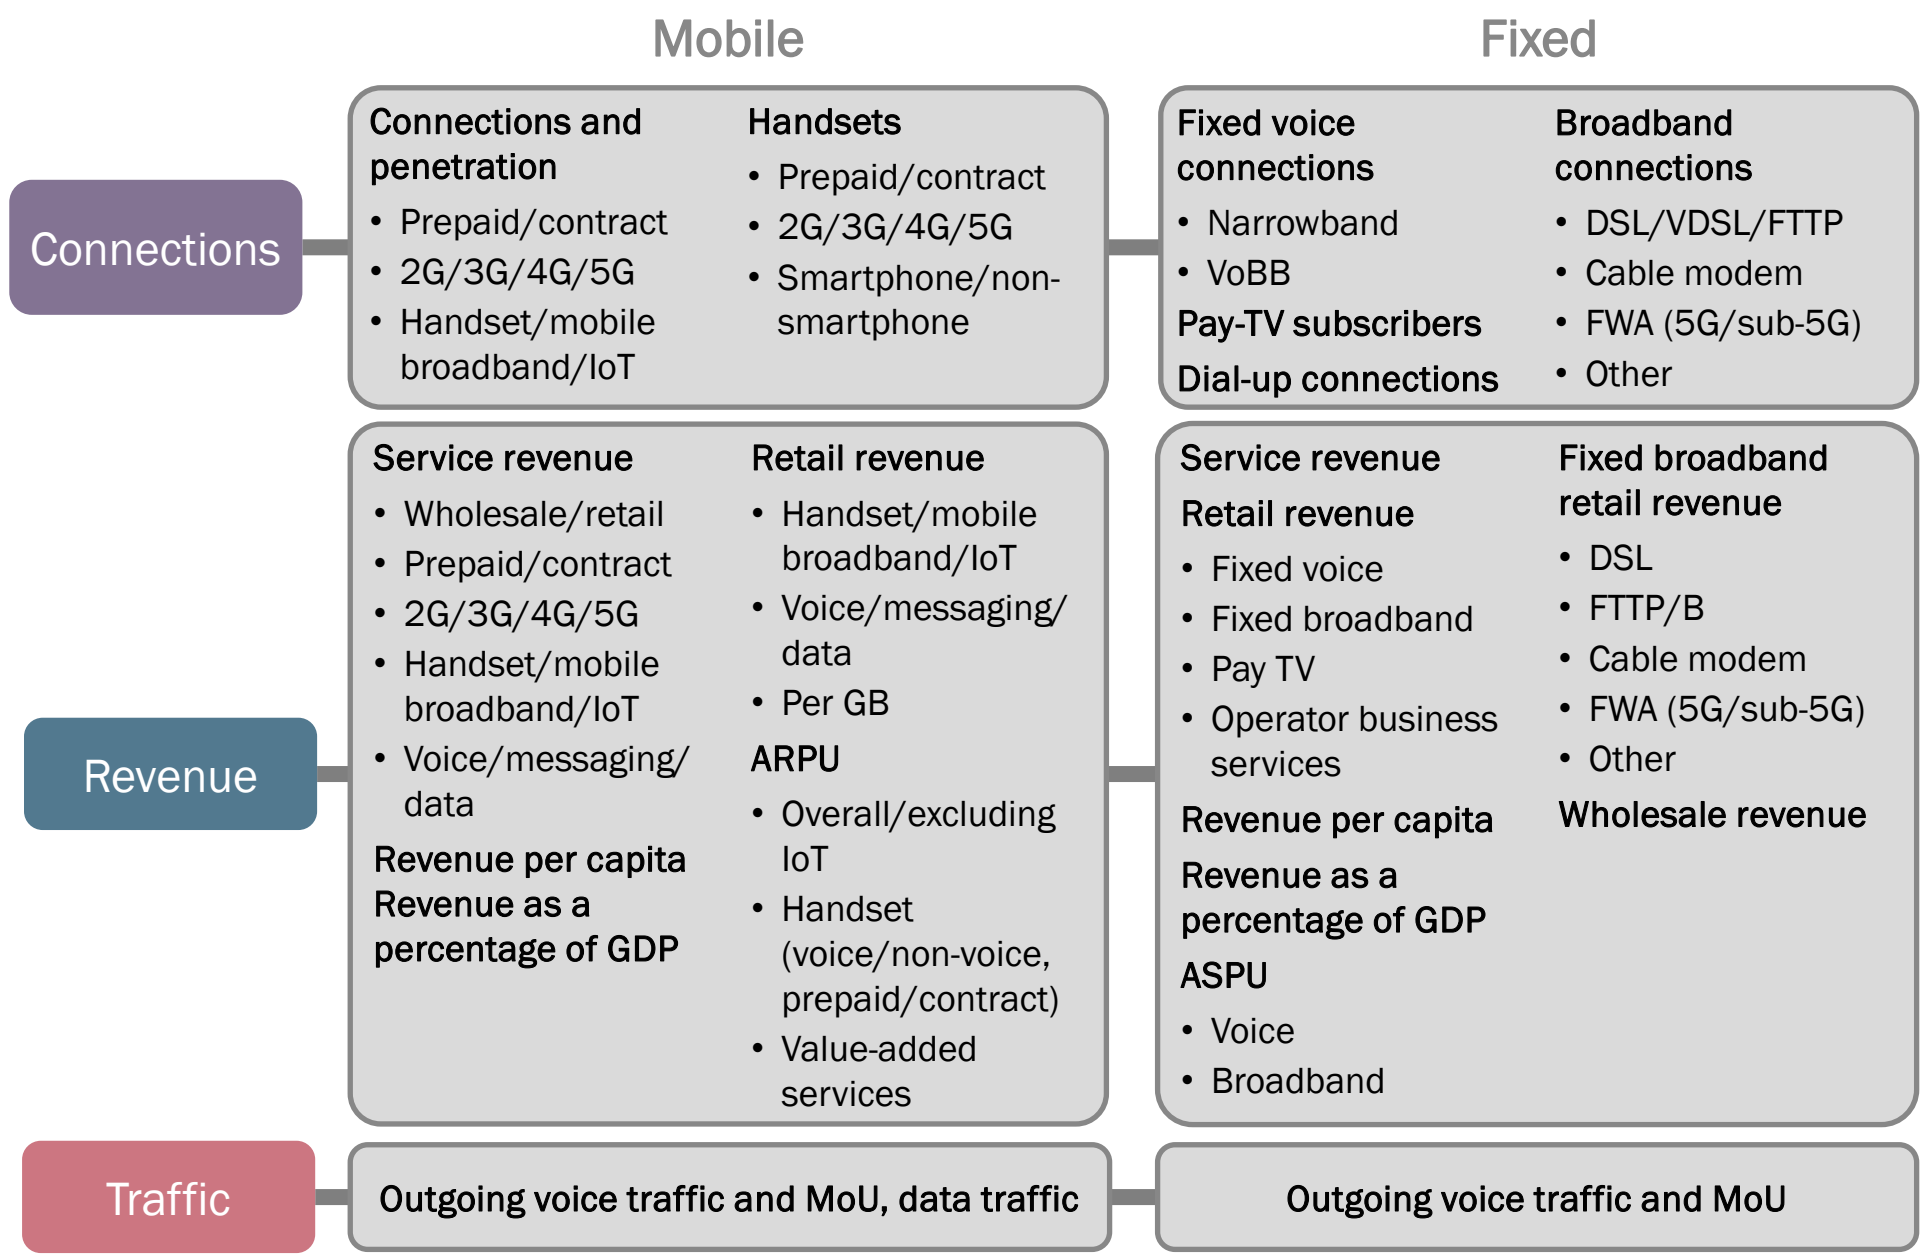 Mobile
Fixed
Connections
Connections and
penetration
• Prepaid/contract
• 2G/3G/4G/5G
• Handset/mobile
broadband/IoT
Handsets
• Prepaid/contract
• 2G/3G/4G/5G
• Smartphone/non-
smartphone
Fixed voice
connections
• Narrowband
• VoBB
Pay-TV subscribers
Dial-up connections
Broadband
connections
• DSL/VDSL/FTTP
• Cable modem
• FWA (5G/sub-5G)
• Other
Revenue
Service revenue
• Wholesale/retail
• Prepaid/contract
• 2G/3G/4G/5G
• Handset/mobile
broadband/IoT
• Voice/messaging/
data
Revenue per capita
Revenue as a
percentage of GDP
Retail revenue
• Handset/mobile
broadband/IoT
• Voice/messaging/
data
• Per GB
ARPU
• Overall/excluding
IoT
• Handset
(voice/non-voice,
prepaid/contract)
• Value-added
services
Service revenue
Retail revenue
• Fixed voice
• Fixed broadband
• Pay TV
• Operator business
services
Revenue per capita
Revenue as a
percentage of GDP
ASPU
• Voice
• Broadband
Fixed broadband
retail revenue
• DSL
• FTTP/B
• Cable modem
• FWA (5G/sub-5G)
• Other
Wholesale revenue
Traffic
Outgoing voice traffic and MoU, data traffic
Outgoing voice traffic and MoU